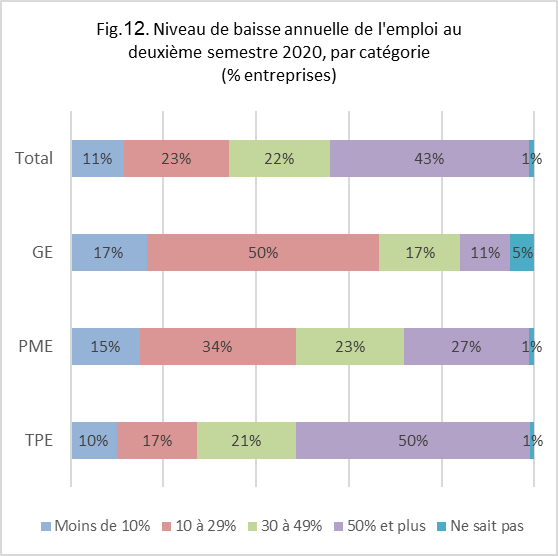 Fig.12. Niveau de baisse annuelle de l'emploi au
deuxième semestre 2020, par catégorie
(% entreprises)
Total 11% 23% 22% 43% 1%
GE 17% 50% 17% 11% 5%
PME 15% 34% 23% 27% 1%
TPE 10% 17% 21% 50% 1%
Moins de 10% 10 à 29% 30 à 49% 50% et plus Ne sait pas